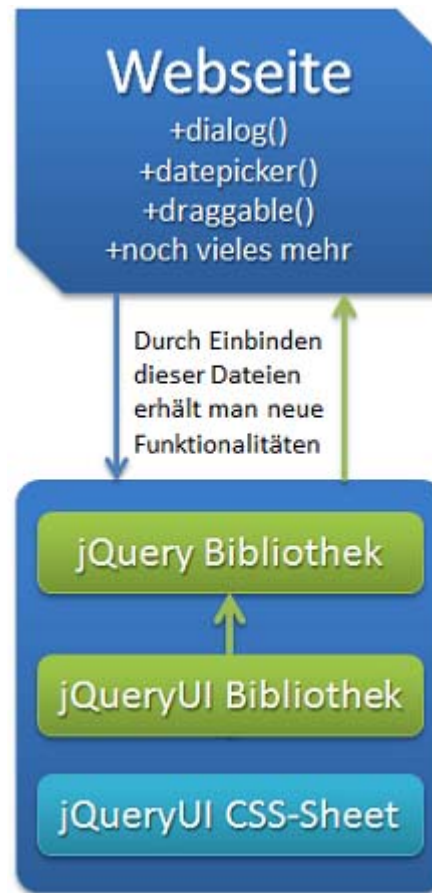 Webseite
+dialog()
+datepicker()
+draggable()
+noch vieles mehr
Durch Einbinden
dieser Dateien
erhält man neue
Funktionalitäten
jQuery Bibliothek
jQueryUI Bibliothek
jQueryUI CSS-Sheet